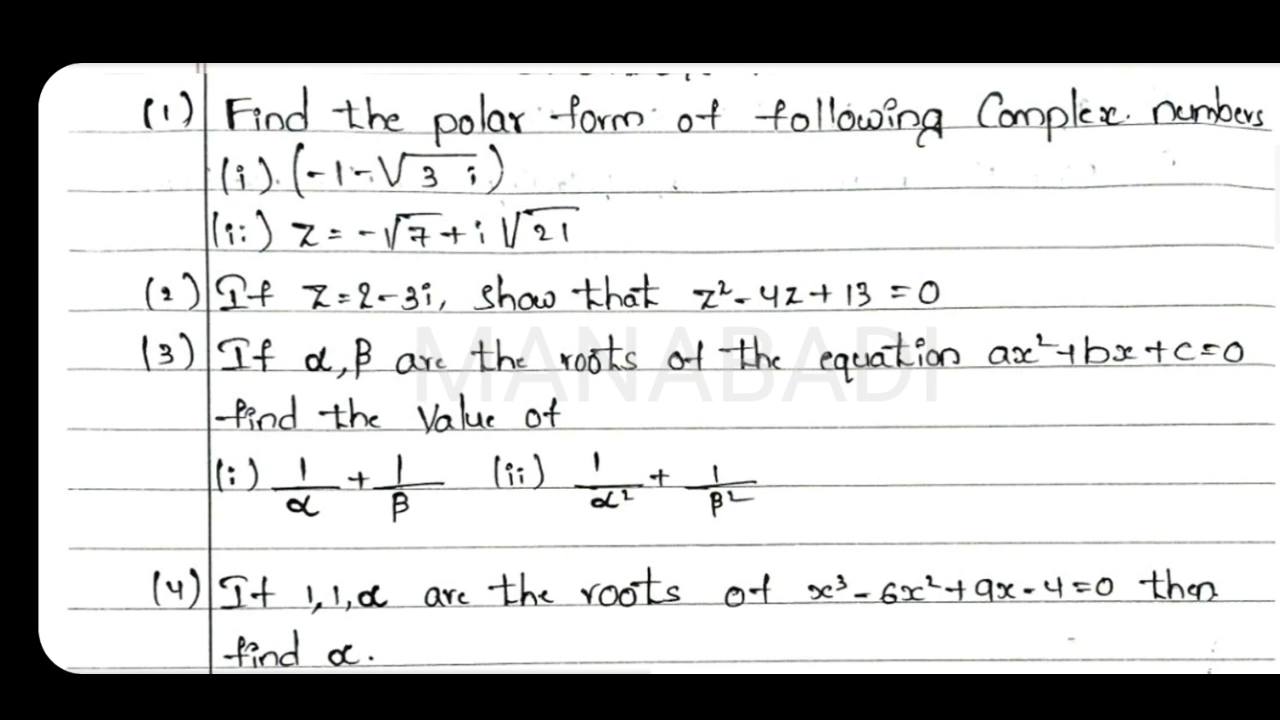 (1) Find the polar form of following Complex numbers
(i). (-1-√3 i)
(ii) z = -√7 + i √21
(2) If z=2-3i, show that z²-4z+13=0
(3) If α,β are the roots of the equation ax²+bx+c=0
find the value of
(i) 1/α + 1/β (ii) 1/α² + 1/β²
(4) If 1,1,α are the roots of x³-6x²+9x-4=0 then
find α.
MANABADI